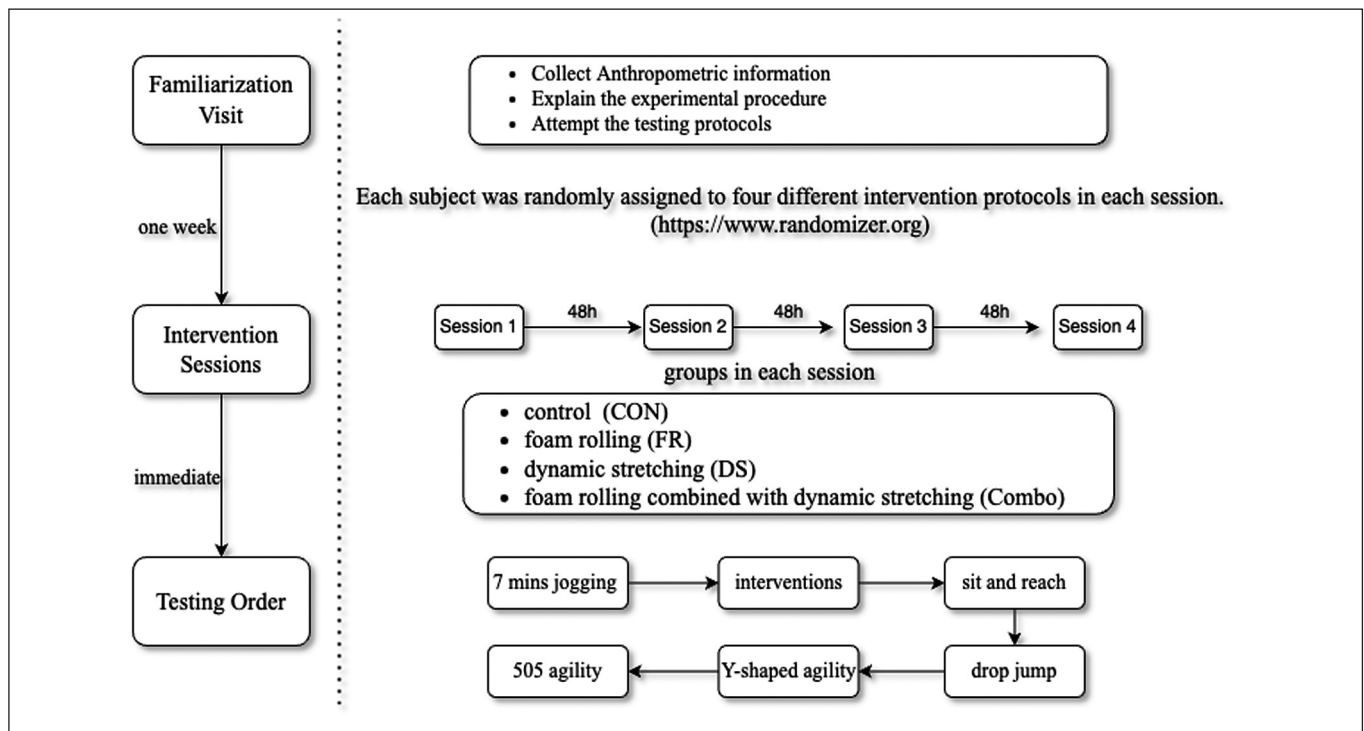 Familiarization
Visit
• Collect Anthropometric information
• Explain the experimental procedure
• Attempt the testing protocols
one week
Each subject was randomly assigned to four different intervention protocols in each session.
(https://www.randomizer.org)
Intervention
Sessions
Session 1
48h
Session 2
48h
Session 3
48h
Session 4
groups in each session
• control (CON)
• foam rolling (FR)
• dynamic stretching (DS)
• foam rolling combined with dynamic stretching (Combo)
immediate
Testing Order
7 mins jogging
interventions
sit and reach
drop jump
Y-shaped agility
505 agility